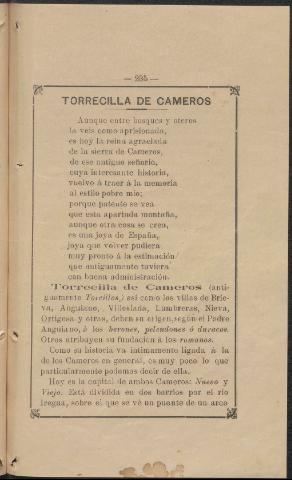 — 235 —
TORRECILLA DE CAMEROS
Aunque entre bosques y oteros
la veis como aprisionada,
es hoy la reina agraciada
de la sierra de Cameros,
de ese antiguo señorío,
cuya interesante historia,
vuelvo á traer á la memoria
al estilo pobre mío;
porque patente se vea
que esta apartada montaña,
aunque otra cosa se crea,
es una joya de España,
joya que volver pudiera
muy pronto á la estimación
que antiguamente tuviera
con buena administración.
Torrecilla de Cameros (anti-
guamente Torcillas,) así como las villas de Brie-
va, Anguiano, Villoslada, Lumbreras, Nieva,
Ortigosa y otras, deben su origen, según el Padre
Anguiano, á los berones, pelendones ó duracos.
Otros atribuyen su fundación á los romanos.
Como su historia va íntimamente ligada á la
de los Cameros en general, es muy poco lo que
particularmente podemos decir de ella.
Hoy es la capital de ambos Cameros: Nuevo y
Viejo. Está dividida en dos barrios por el río
Iregua, sobre el que se vé un puente de un arco